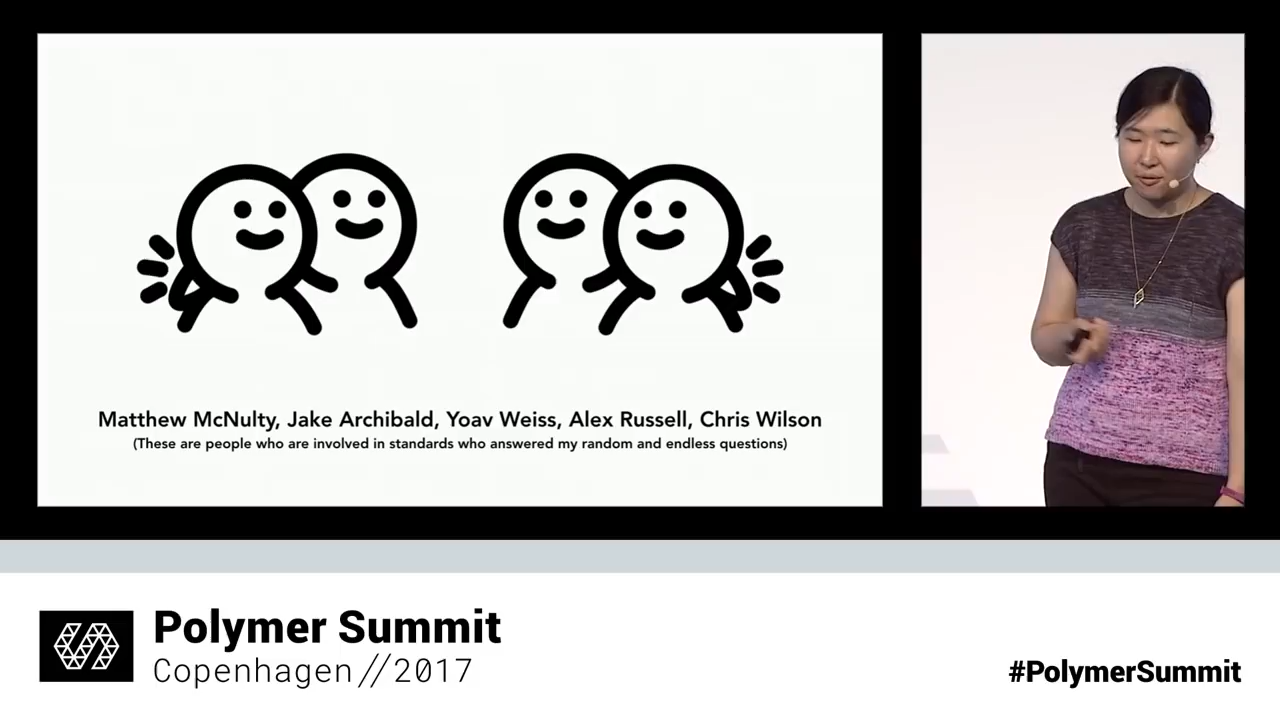 Matthew McNulty, Jake Archibald, Yoav Weiss, Alex Russell, Chris Wilson
(These are people who are involved in standards who answered my random and endless questions)
Polymer Summit
Copenhagen//2017
#PolymerSummit